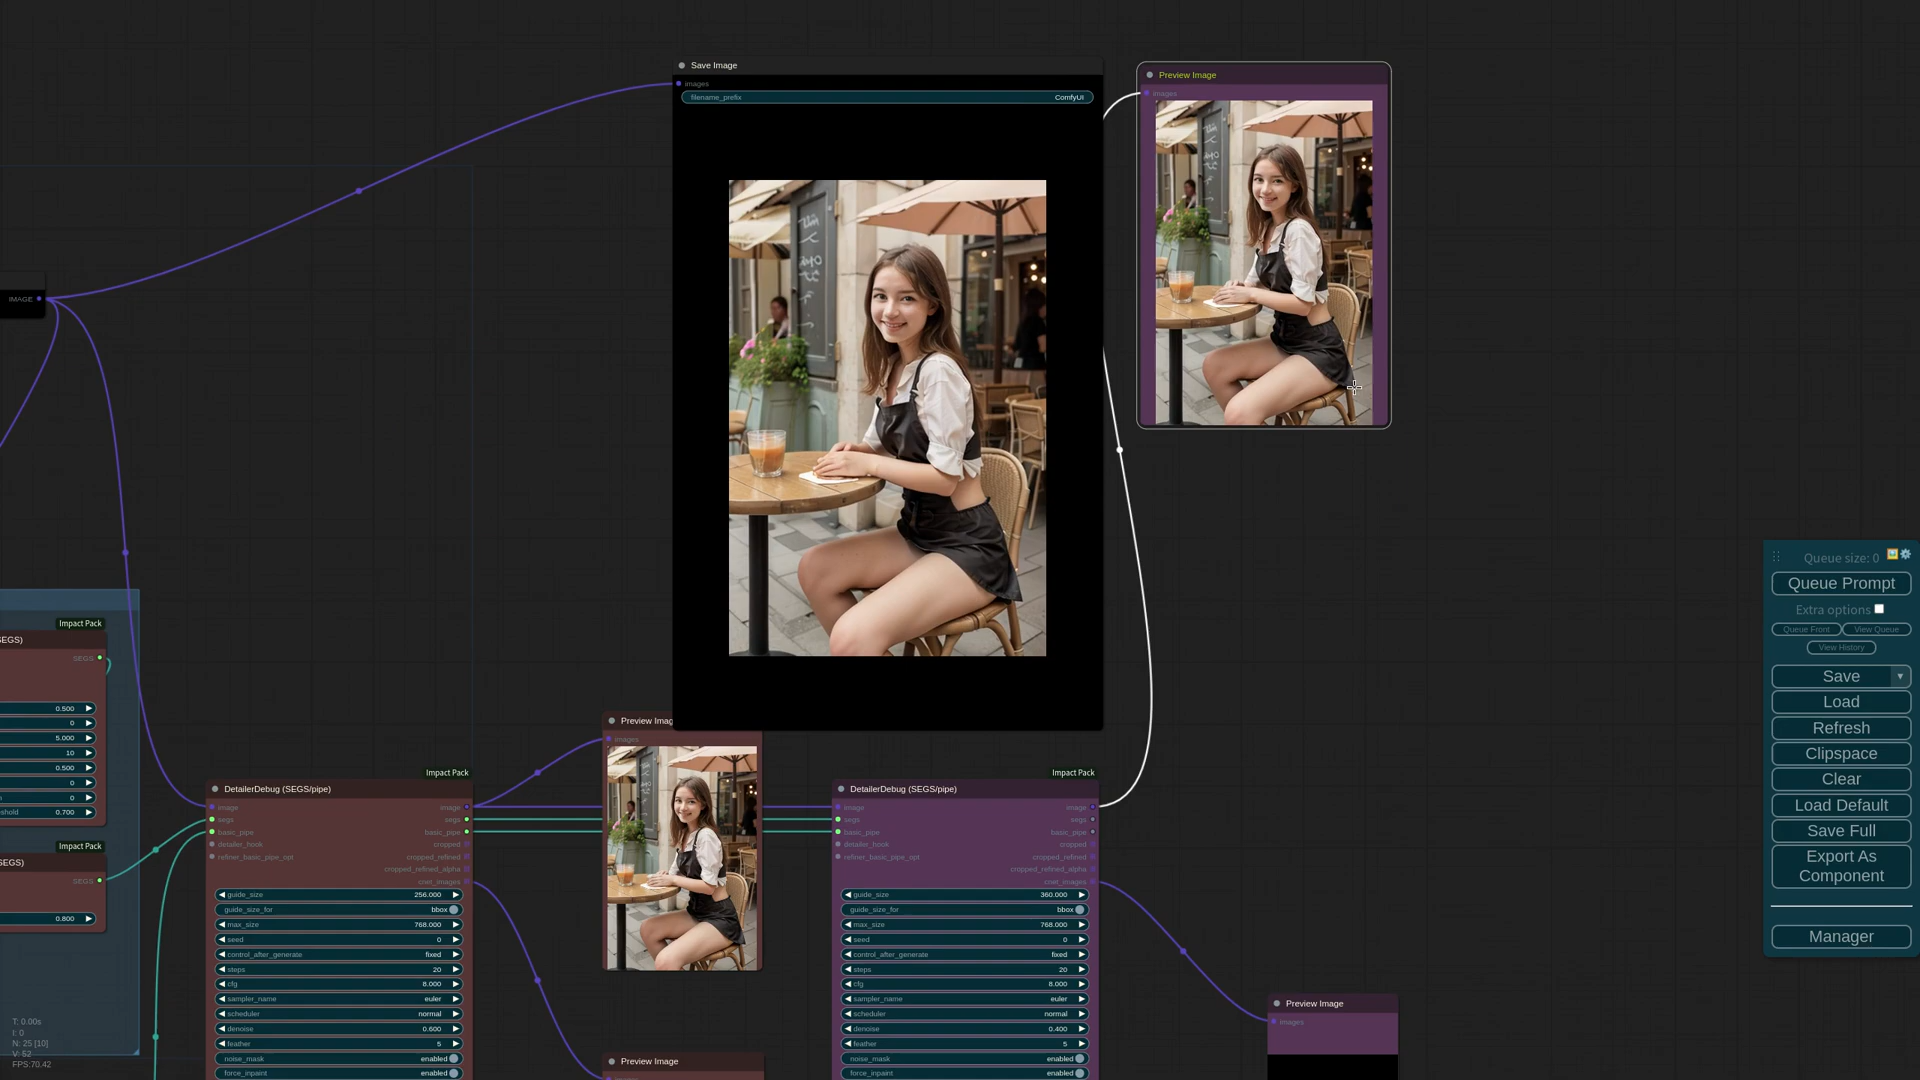 Save Image
images
filename_prefix ComfyUI
Preview Image
images
IMAGE
Impact Pack
SEGS)
SEGS
0.500
0
5.000
10
0.500
0
0
shold 0.700
Impact Pack
SEGS)
SEGS
0.800
T: 0.00s
I: 0
N: 25 [10]
V: 52
FPS:70.42
Impact Pack
DetailerDebug (SEGS/pipe)
image image
segs segs
basic_pipe basic_pipe
detailer_hook cropped
refiner_basic_pipe_opt cropped_refined
cropped_refined_alpha
cnet_images
guide_size 256.000
guide_size_for bbox
max_size 768.000
seed 0
control_after_generate fixed
steps 20
cfg 8.000
sampler_name euler
scheduler normal
denoise 0.600
feather 5
noise_mask enabled
force_inpaint enabled
Preview Imag
images
Preview Image
Impact Pack
DetailerDebug (SEGS/pipe)
image image
segs segs
basic_pipe basic_pipe
detailer_hook cropped
refiner_basic_pipe_opt cropped_refined
cropped_refined_alpha
cnet_images
guide_size 360.000
guide_size_for bbox
max_size 768.000
seed 0
control_after_generate fixed
steps 20
cfg 8.000
sampler_name euler
scheduler normal
denoise 0.400
feather 5
noise_mask enabled
force_inpaint enabled
Preview Image
images
Queue size: 0
Queue Prompt
Extra options
Queue Front View Queue
View History
Save
Load
Refresh
Clipspace
Clear
Load Default
Save Full
Export As
Component
Manager